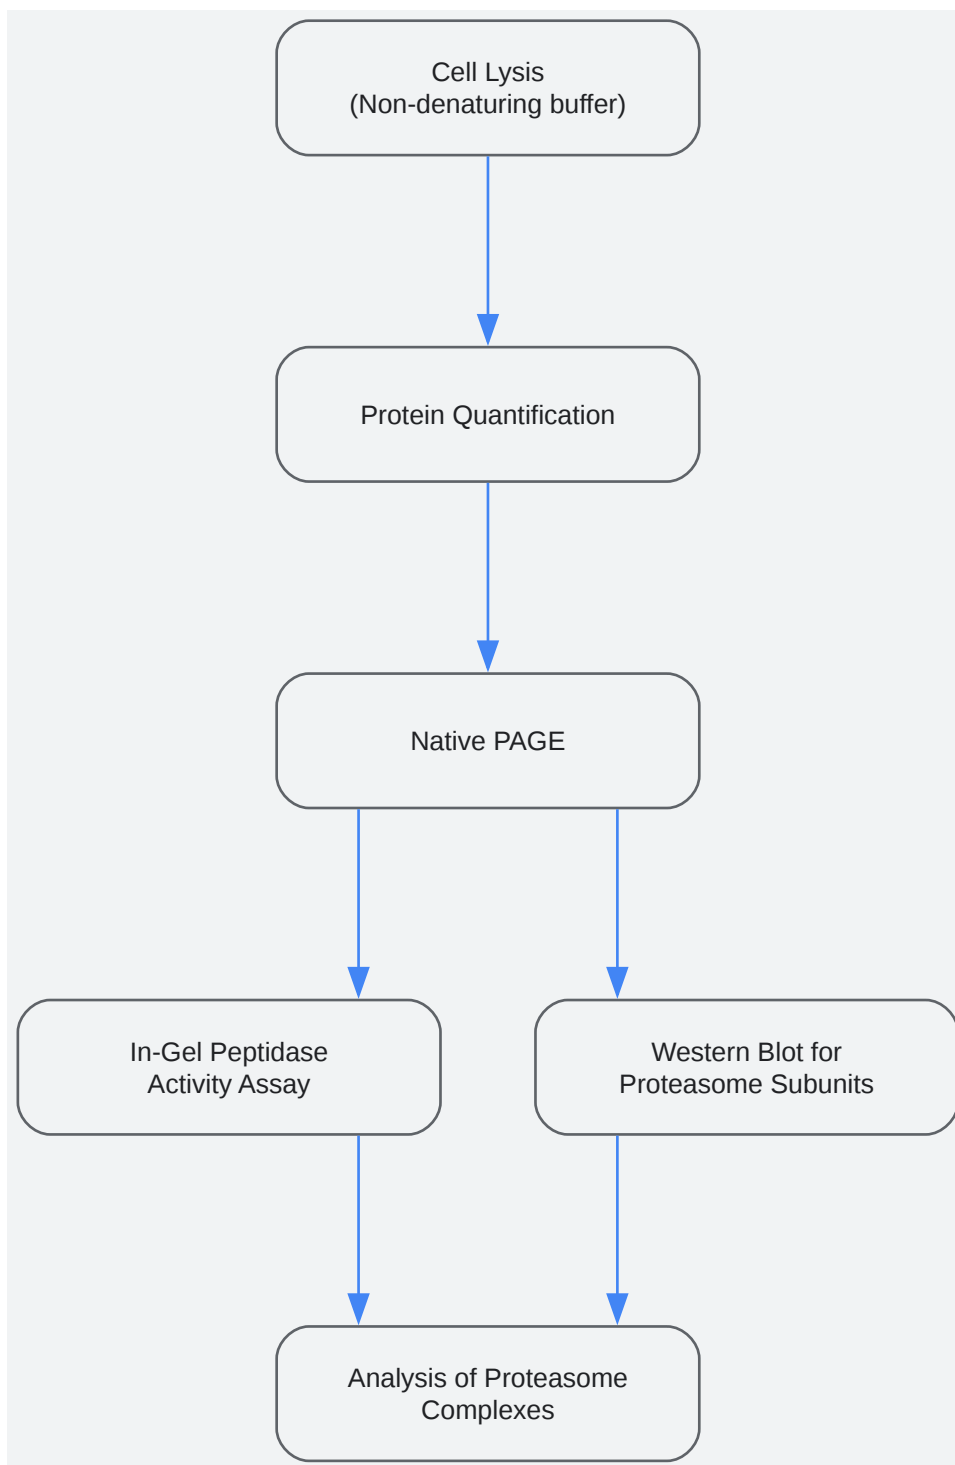 Cell Lysis
(Non-denaturing buffer)
Protein Quantification
Native PAGE
In-Gel Peptidase
Activity Assay
Western Blot for
Proteasome Subunits
Analysis of Proteasome
Complexes